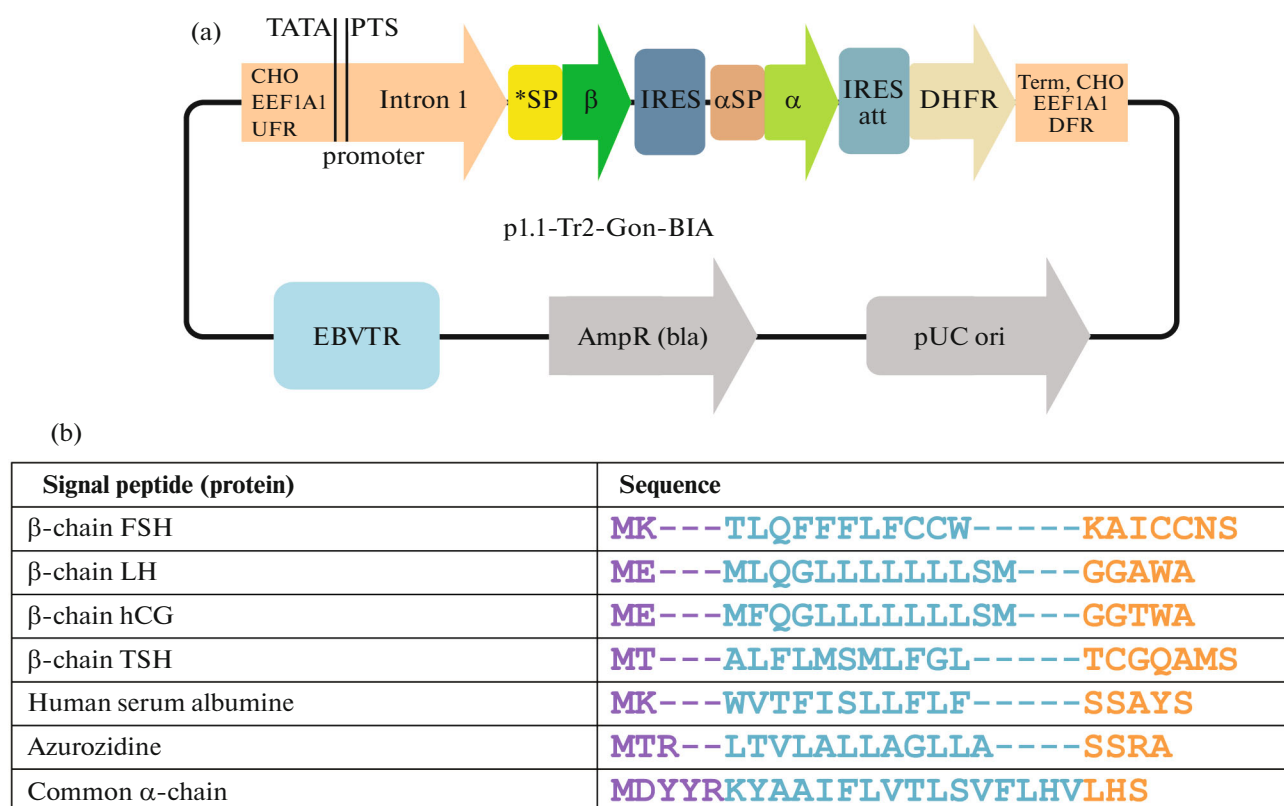 (a)
TATA PTS
CHO
EEF1A1
UFR
Intron 1
promoter
*SP
β
IRES
αSP
α
IRES
att
DHFR
Term, CHO
EEF1A1
DFR
p1.1-Tr2-Gon-BIA
EBVTR
AmpR (bla)
pUC ori
(b)
Signal peptide (protein) Sequence
β-chain FSH MK---TLQFFFLFCCW-----KAICCNS
β-chain LH ME---MLQGLLLLLLLSM---GGAWA
β-chain hCG ME---MFQGLLLLLLLSM---GGTWA
β-chain TSH MT---ALFLMSMLFGL-----TCGQAMS
Human serum albumine MK---WVTFISLLFLF-----SSAYS
Azurozidine MTR--LTVLALLAGLLA----SSRA
Common α-chain MDYYRKYAAIFLVTLSVFLHVLHS